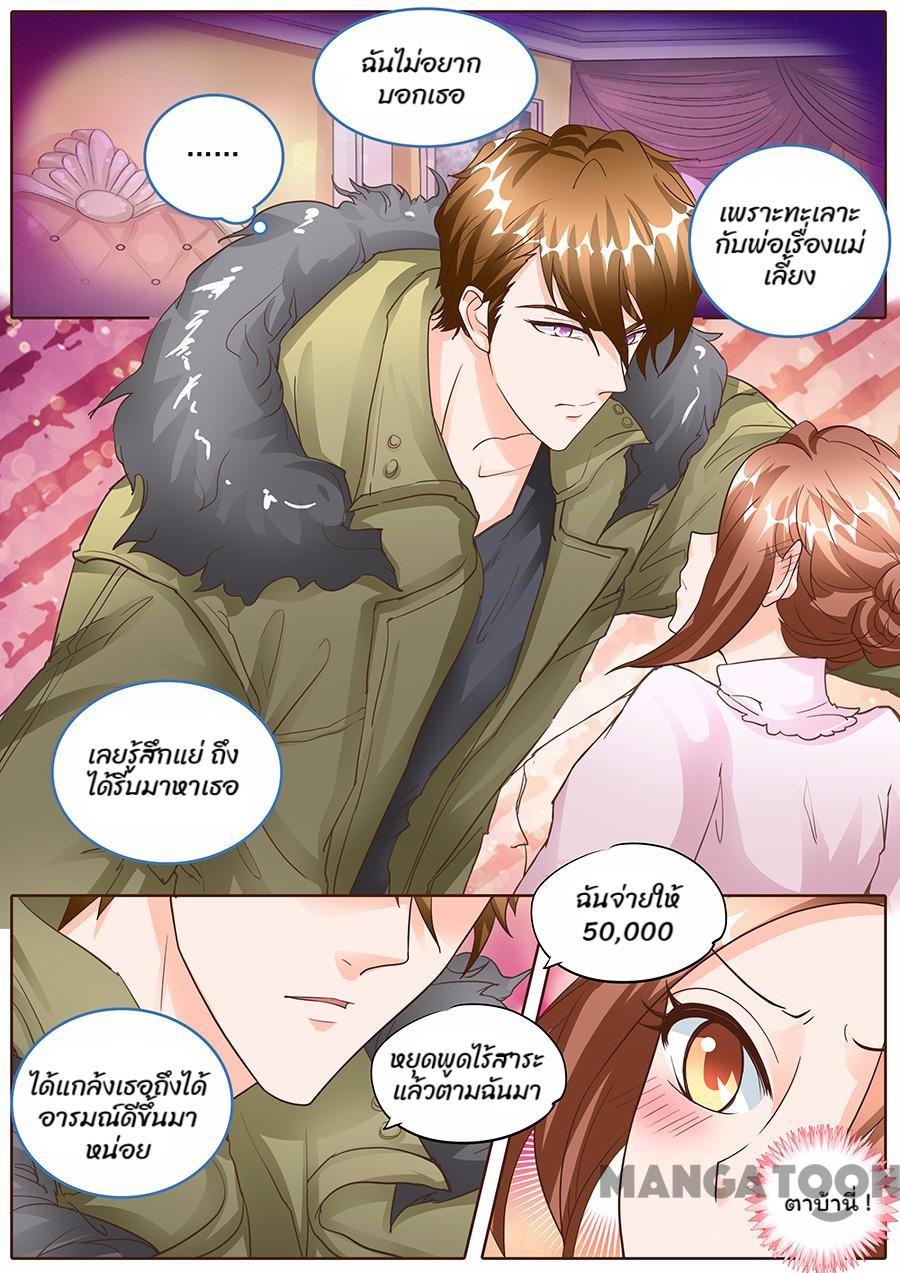 ฉันไม่อยาก
บอกเธอ
......
เพราะทะเลาะ
กับพ่อเรื่องแม่
เลี้ยง
เลยรู้สึกแย่ ถึง
ได้รีบมาหาเธอ
ฉันจ่ายให้
50,000
หยุดพูดไร้สาระ
แล้วตามฉันมา
ได้แกล้งเธอถึงได้
อารมณ์ดีขึ้นมา
หน่อย
MANGATOON
ตาบ้านี่ !